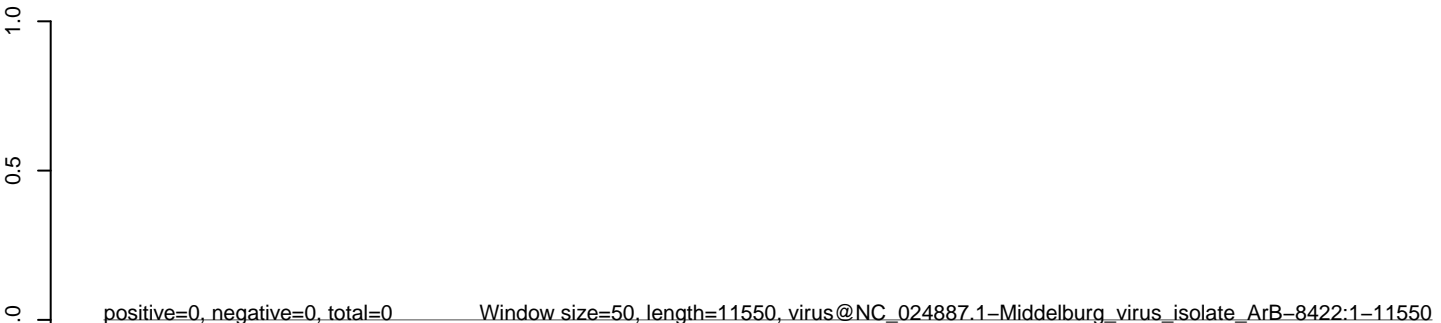 1.0
0.5
.0
positive=0, negative=0, total=0 Window size=50, length=11550, virus@NC_024887.1−Middelburg_virus_isolate_ArB−8422:1−11550